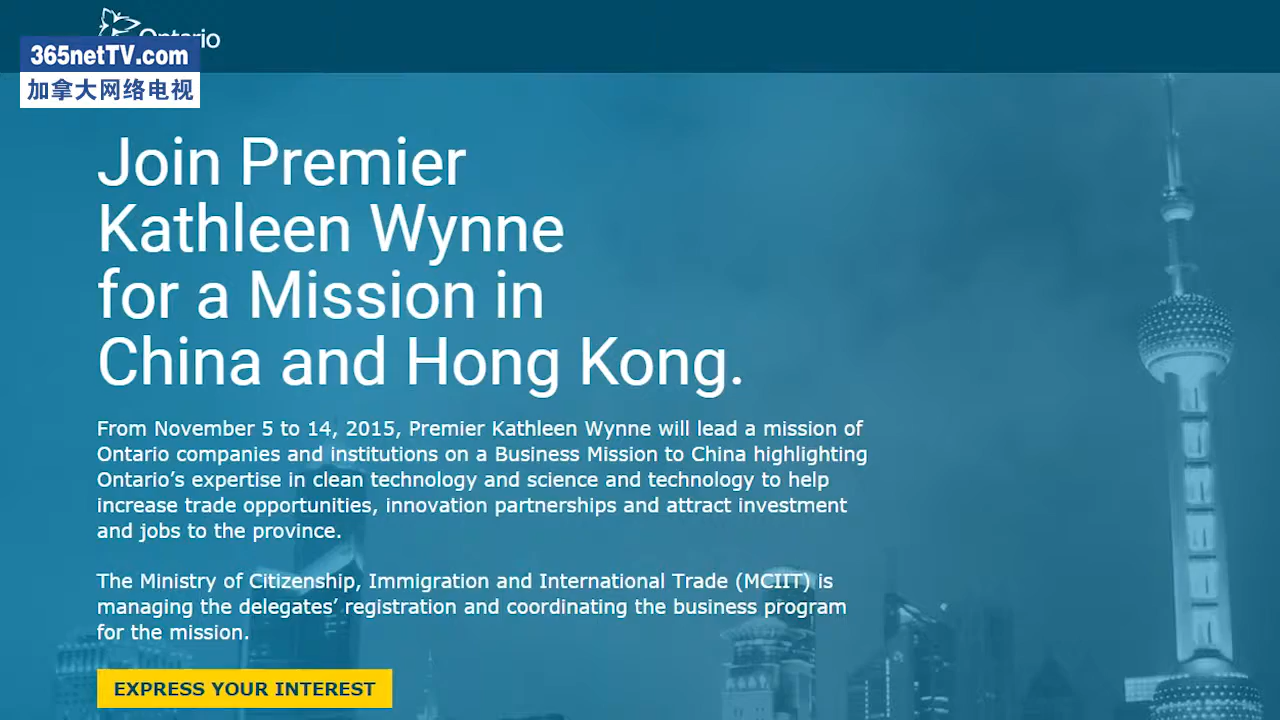 Ontario
365netTV.com
加拿大网络电视
Join Premier
Kathleen Wynne
for a Mission in
China and Hong Kong.
From November 5 to 14, 2015, Premier Kathleen Wynne will lead a mission of
Ontario companies and institutions on a Business Mission to China highlighting
Ontario’s expertise in clean technology and science and technology to help
increase trade opportunities, innovation partnerships and attract investment
and jobs to the province.
The Ministry of Citizenship, Immigration and International Trade (MCIIT) is
managing the delegates’ registration and coordinating the business program
for the mission.
EXPRESS YOUR INTEREST